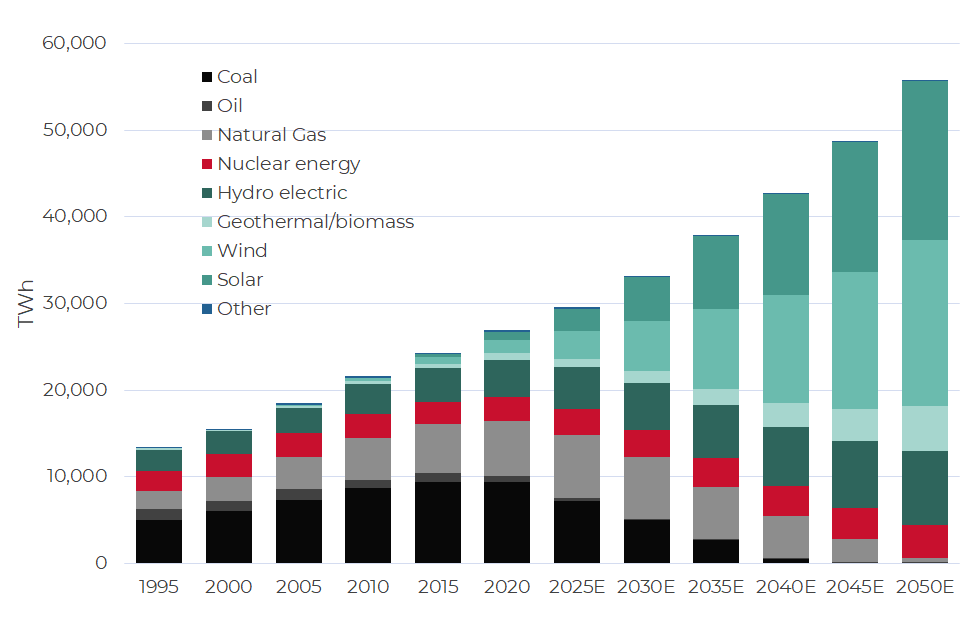 60,000
50,000
40,000
30,000
20,000
10,000
0
TWh
Coal
Oil
Natural Gas
Nuclear energy
Hydro electric
Geothermal/biomass
Wind
Solar
Other
1995 2000 2005 2010 2015 2020 2025E 2030E 2035E 2040E 2045E 2050E